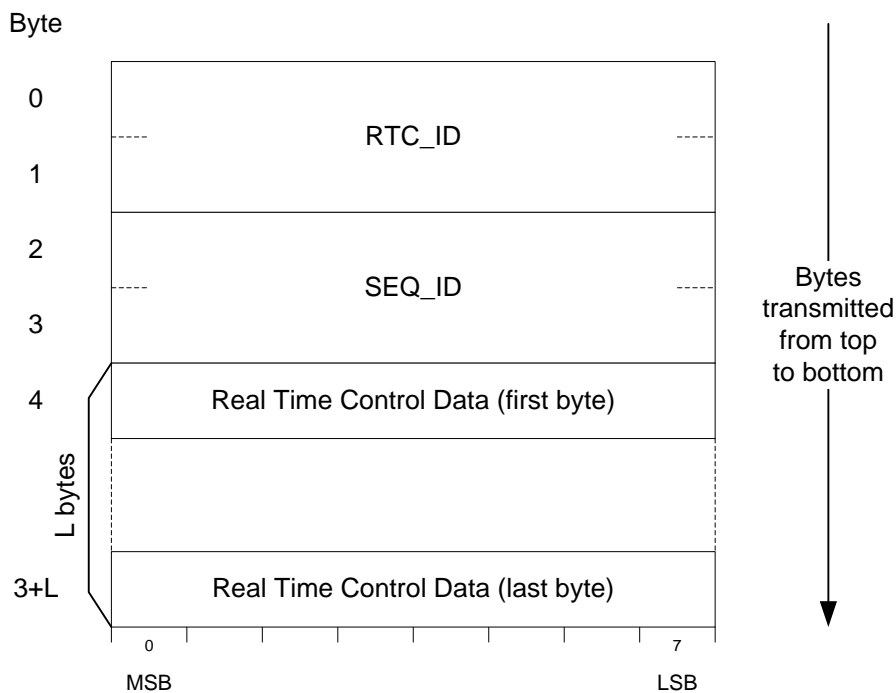 Byte
0
RTC_ID
1
2
SEQ_ID
3
4
Real Time Control Data (first byte)
L bytes
3+L
Real Time Control Data (last byte)
0
7
MSB
LSB
Bytes
transmitted
from top
to bottom